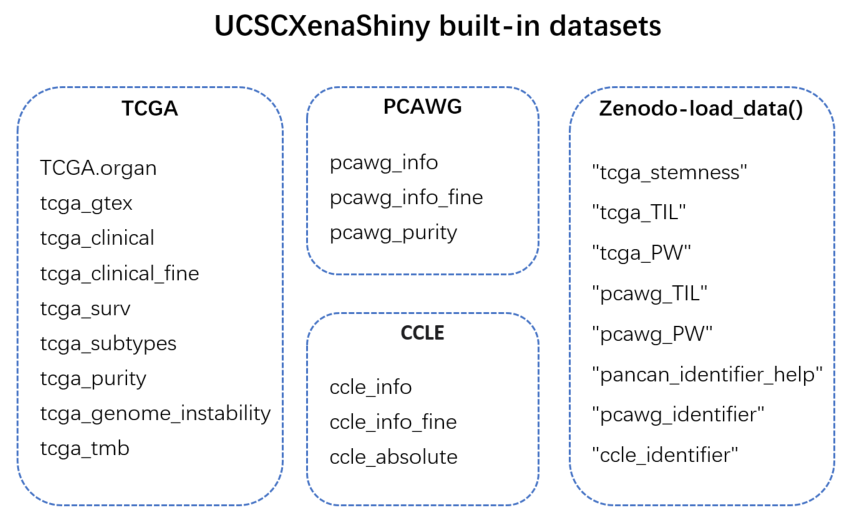 UCSCXenaShiny built-in datasets
TCGA
TCGA.organ
tcga_gtex
tcga_clinical
tcga_clinical_fine
tcga_surv
tcga_subtypes
tcga_purity
tcga_genome_instability
tcga_tmb
PCAWG
pcawg_info
pcawg_info_fine
pcawg_purity
CCLE
ccle_info
ccle_info_fine
ccle_absolute
Zenodo-load_data()
"tcga_stemness"
"tcga_TIL"
"tcga_PW"
"pcawg_TIL"
"pcawg_PW"
"pancan_identifier_help"
"pcawg_identifier"
"ccle_identifier"